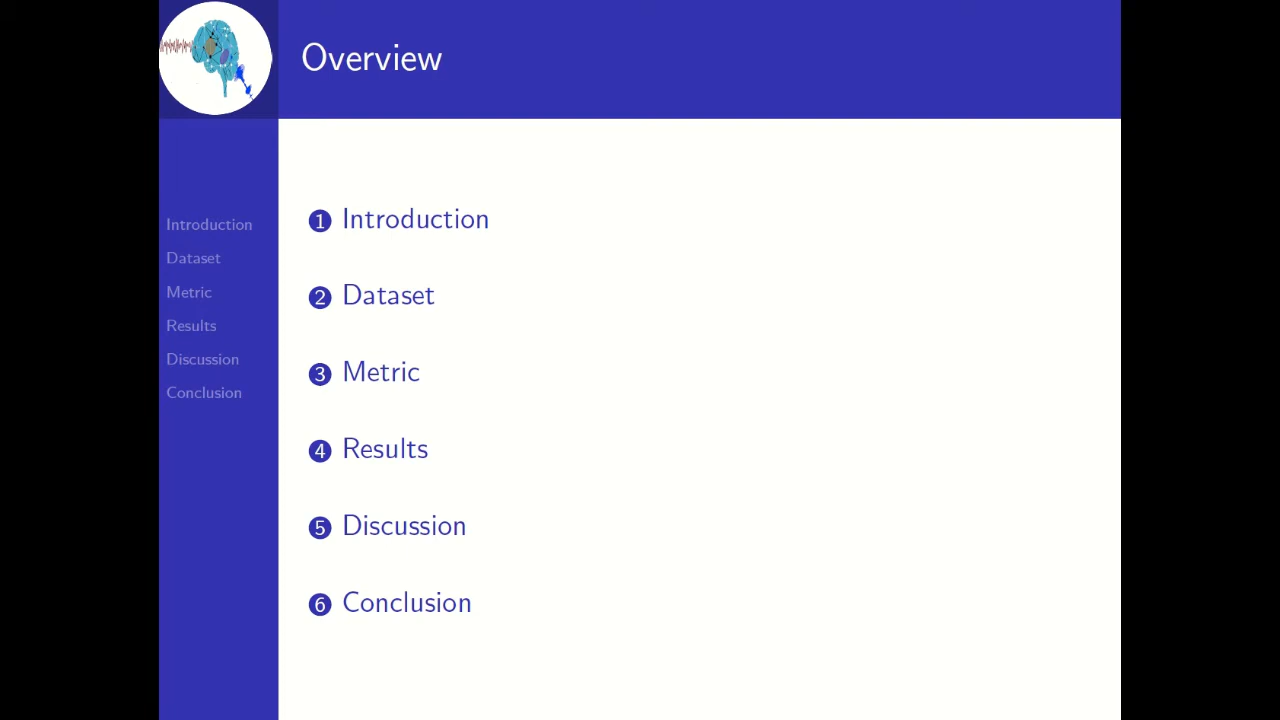 Overview
Introduction
Dataset
Metric
Results
Discussion
Conclusion
1 Introduction
2 Dataset
3 Metric
4 Results
5 Discussion
6 Conclusion